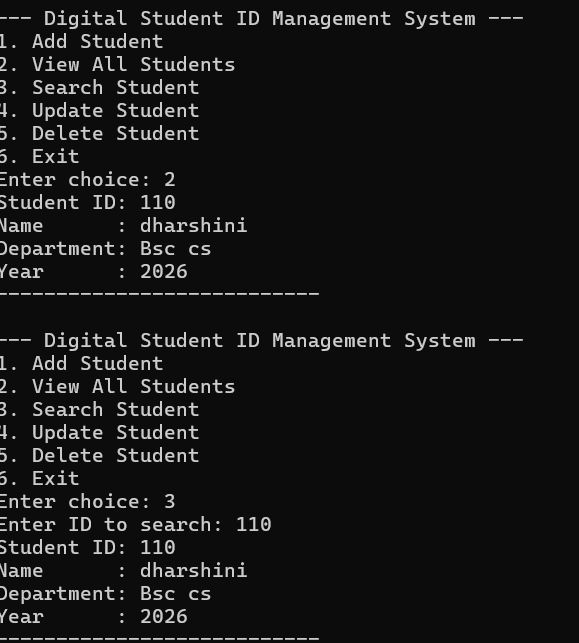 --- Digital Student ID Management System ---
1. Add Student
2. View All Students
3. Search Student
4. Update Student
5. Delete Student
6. Exit
Enter choice: 2
Student ID: 110
Name      : dharshini
Department: Bsc cs
Year      : 2026
---------------------------
--- Digital Student ID Management System ---
1. Add Student
2. View All Students
3. Search Student
4. Update Student
5. Delete Student
6. Exit
Enter choice: 3
Enter ID to search: 110
Student ID: 110
Name      : dharshini
Department: Bsc cs
Year      : 2026
---------------------------